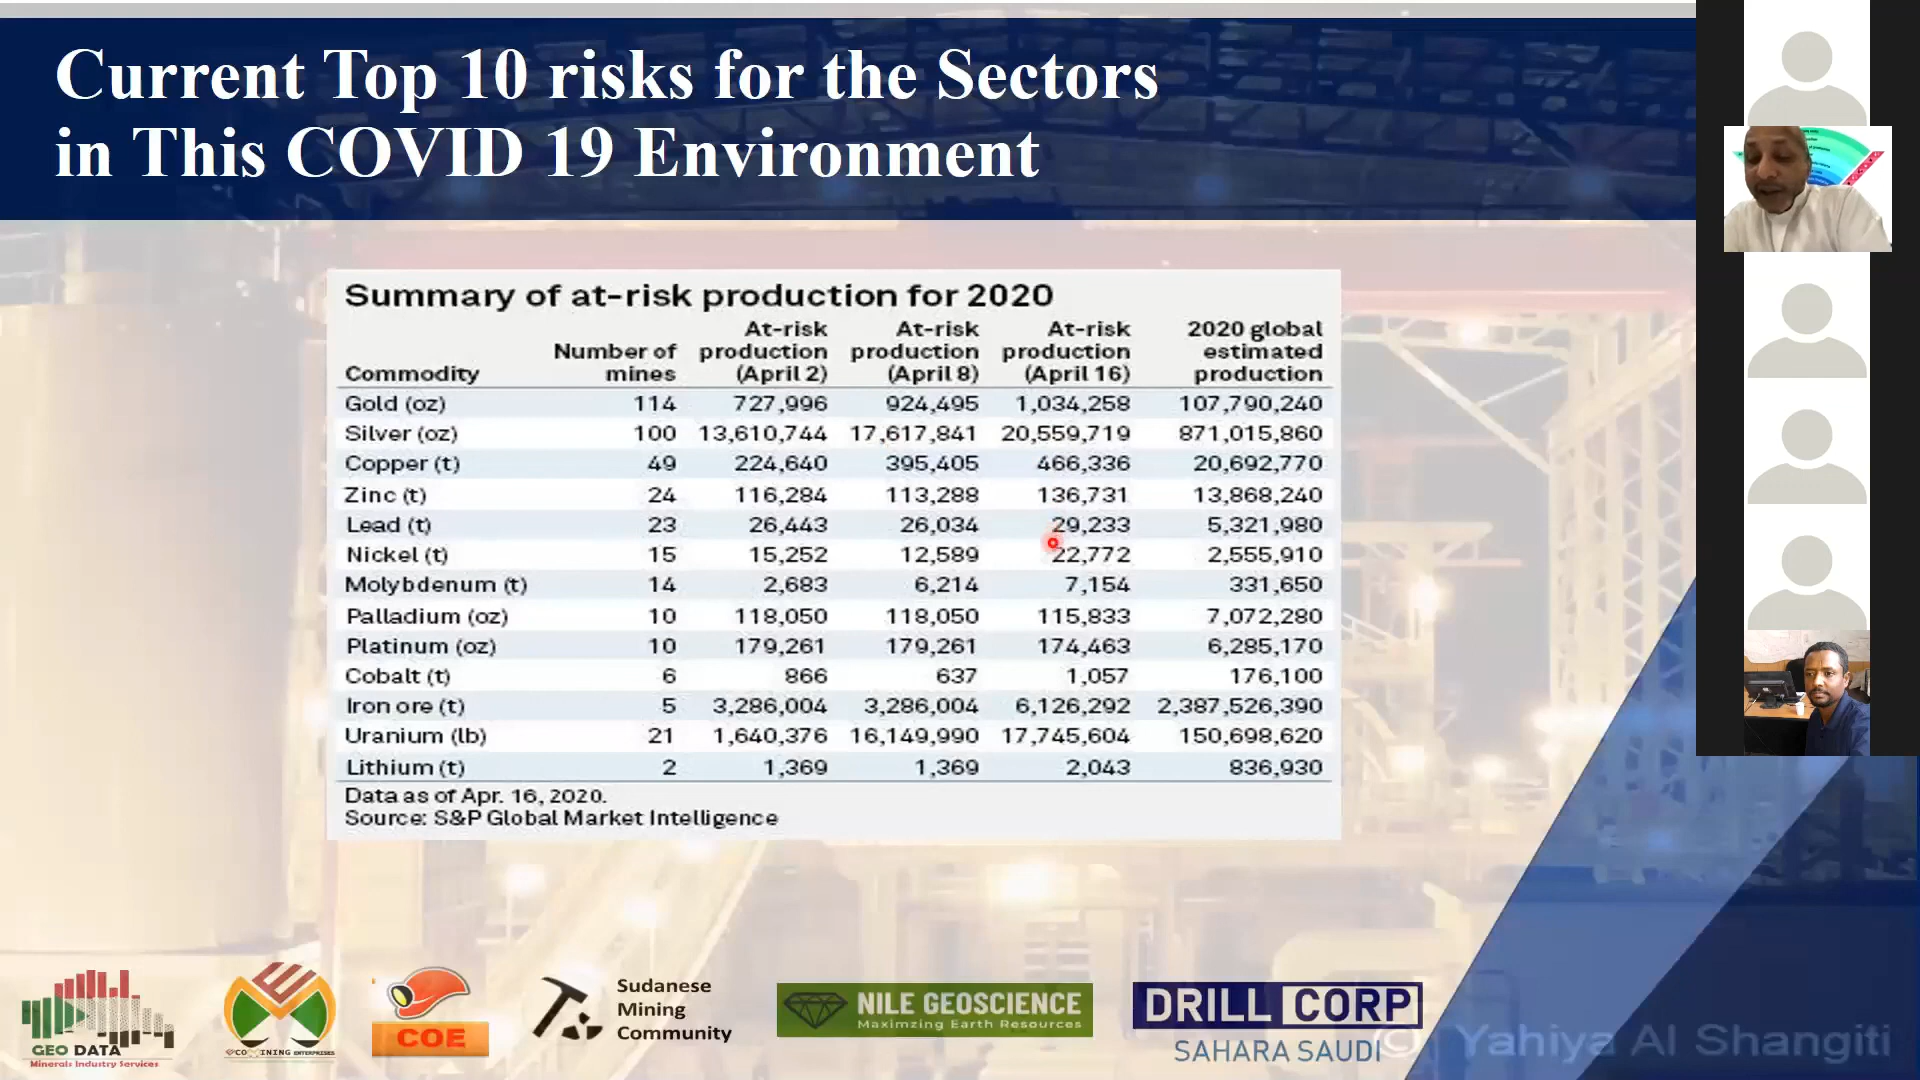 Current Top 10 risks for the Sectors
in This COVID 19 Environment
Summary of at-risk production for 2020
Commodity Number of mines At-risk production (April 2) At-risk production (April 8) At-risk production (April 16) 2020 global estimated production
Gold (oz) 114 727,996 924,495 1,034,258 107,790,240
Silver (oz) 100 13,610,744 17,617,841 20,559,719 871,015,860
Copper (t) 49 224,640 395,405 466,336 20,692,770
Zinc (t) 24 116,284 113,288 136,731 13,868,240
Lead (t) 23 26,443 26,034 29,233 5,321,980
Nickel (t) 15 15,252 12,589 22,772 2,555,910
Molybdenum (t) 14 2,683 6,214 7,154 331,650
Palladium (oz) 10 118,050 118,050 115,833 7,072,280
Platinum (oz) 10 179,261 179,261 174,463 6,285,170
Cobalt (t) 6 866 637 1,057 176,100
Iron ore (t) 5 3,286,004 3,286,004 6,126,292 2,387,526,390
Uranium (lb) 21 1,640,376 16,149,990 17,745,604 150,698,620
Lithium (t) 2 1,369 1,369 2,043 836,930
Data as of Apr. 16, 2020.
Source: S&P Global Market Intelligence
GEO DATA
Minerals Industry Services
COE
Sudanese
Mining
Community
NILE GEOSCIENCE
Maximzing Earth Resources
DRILL CORP
SAHARA SAUDI
© Yahiya Al Shangiti